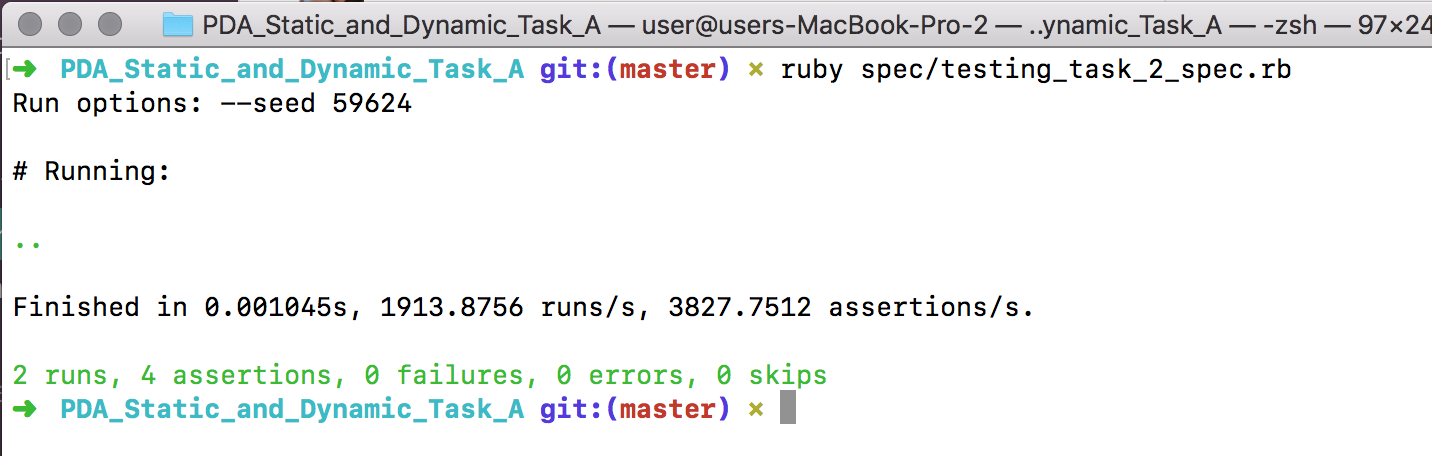 PDA_Static_and_Dynamic_Task_A — user@users-MacBook-Pro-2 — ..ynamic_Task_A — -zsh — 97×24
➜ PDA_Static_and_Dynamic_Task_A git:(master) × ruby spec/testing_task_2_spec.rb
Run options: --seed 59624
# Running:
..
Finished in 0.001045s, 1913.8756 runs/s, 3827.7512 assertions/s.
2 runs, 4 assertions, 0 failures, 0 errors, 0 skips
➜ PDA_Static_and_Dynamic_Task_A git:(master) ×